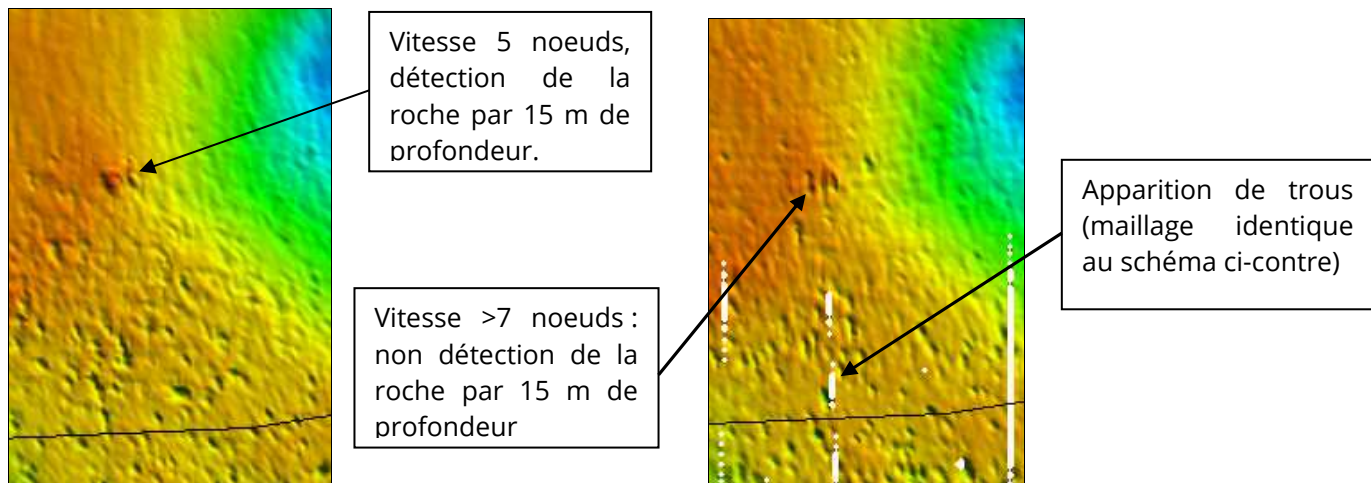 Vitesse 5 noeuds,
détection de la
roche par 15 m de
profondeur.
Vitesse >7 noeuds :
non détection de la
roche par 15 m de
profondeur
Apparition de trous
(maillage identique
au schéma ci-contre)